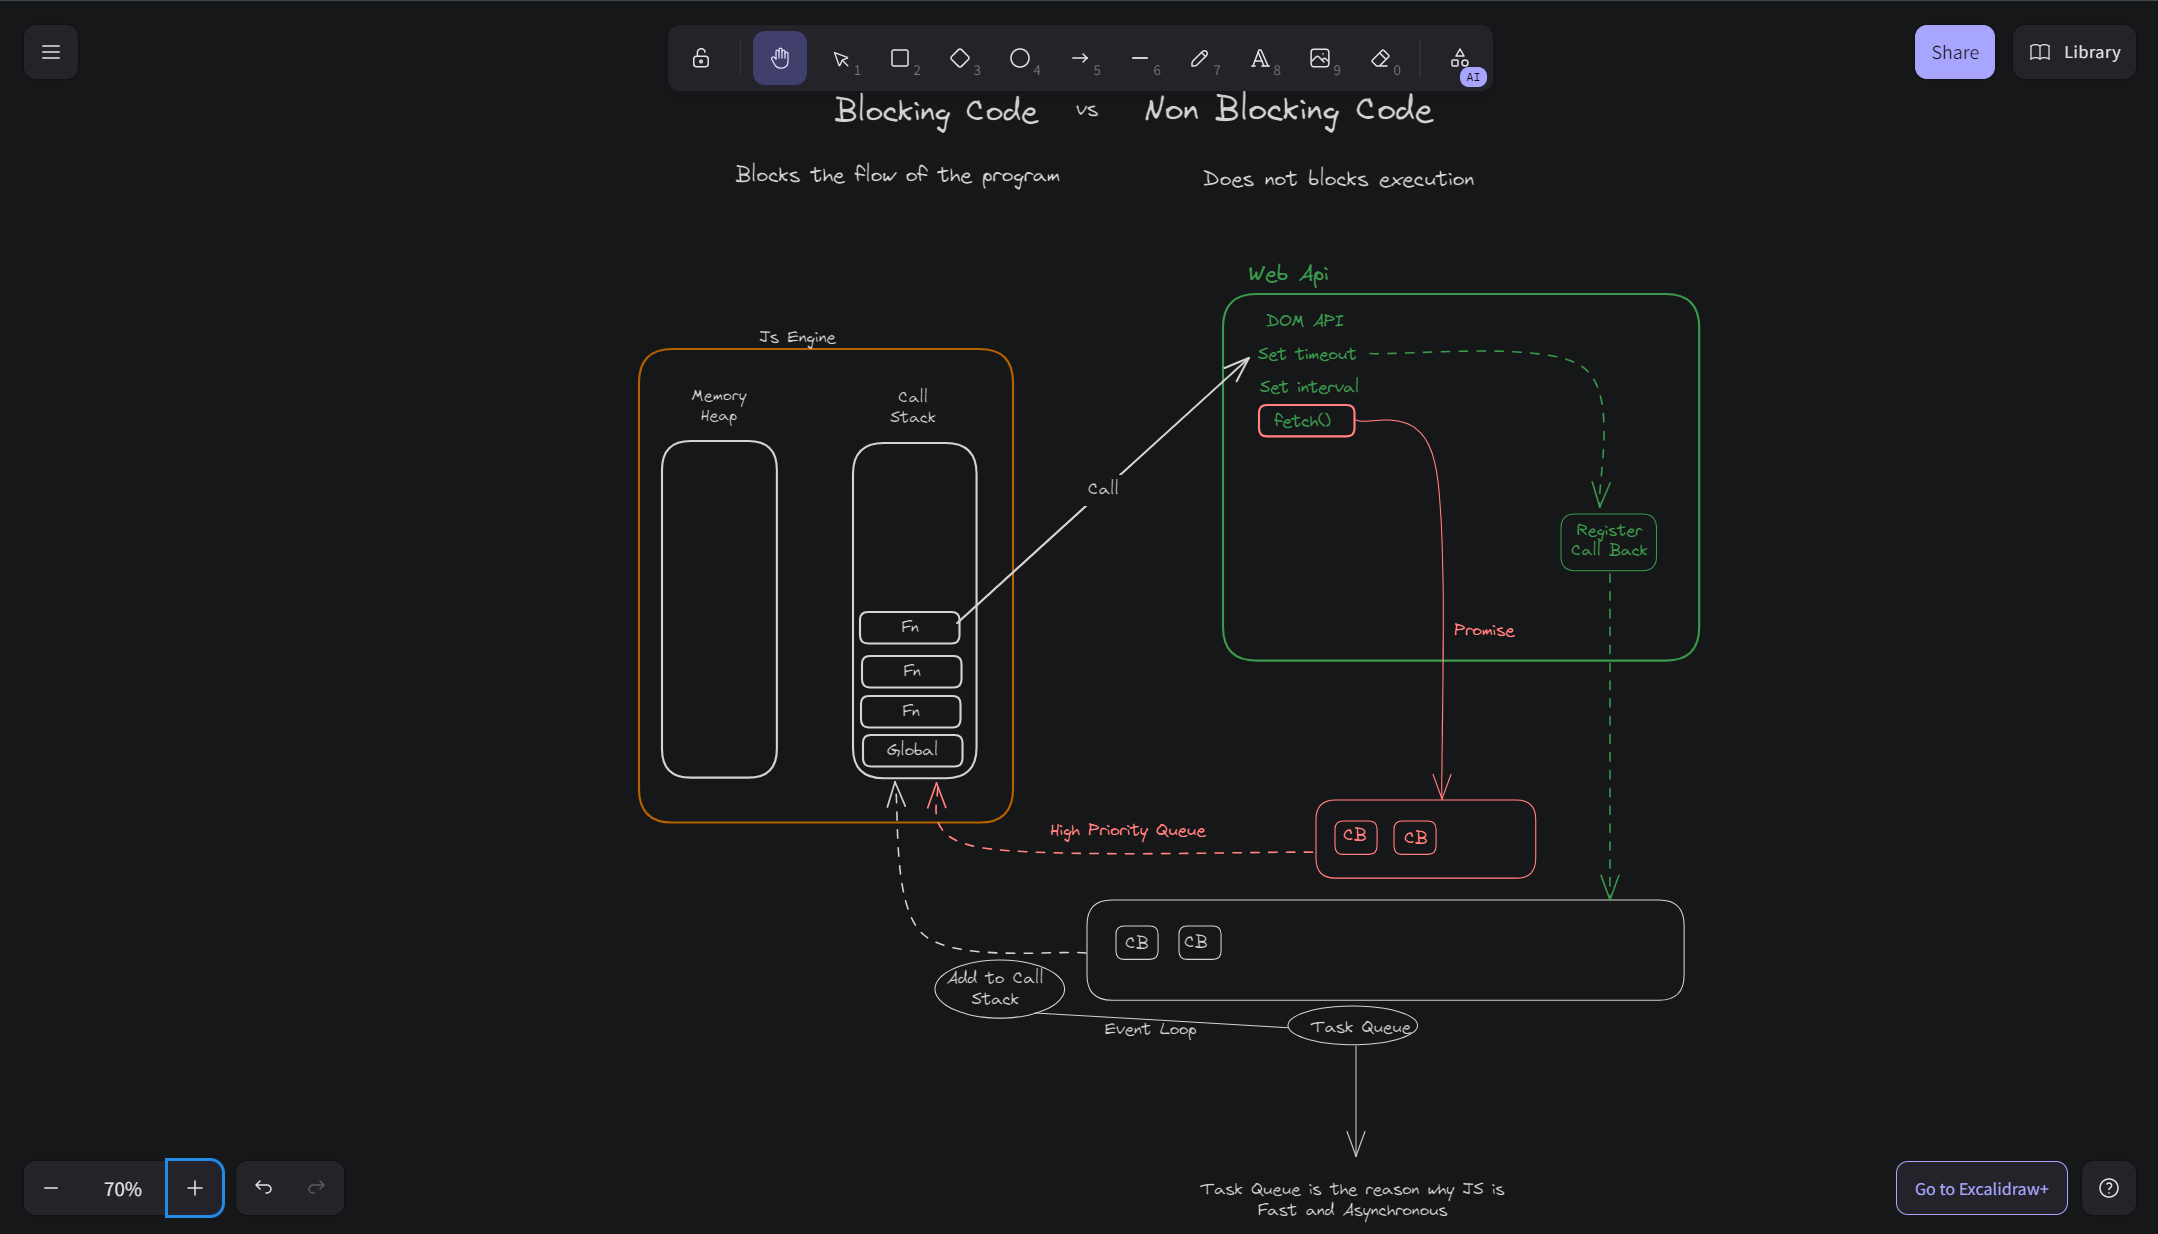 1
2
3
4
5
6
7
8
9
0
AI
Share
Library
Blocking Code vs Non Blocking Code
Blocks the flow of the program
Does not blocks execution
Web Api
DOM API
Set timeout
Set interval
fetch()
Register
Call Back
Promise
Js Engine
Memory
Heap
Call
Stack
Call
Fn
Fn
Fn
Global
High Priority Queue
CB CB
CB CB
Add to Call
Stack
Event Loop
Task Queue
Task Queue is the reason why JS is
Fast and Asynchronous
70%
Go to Excalidraw+